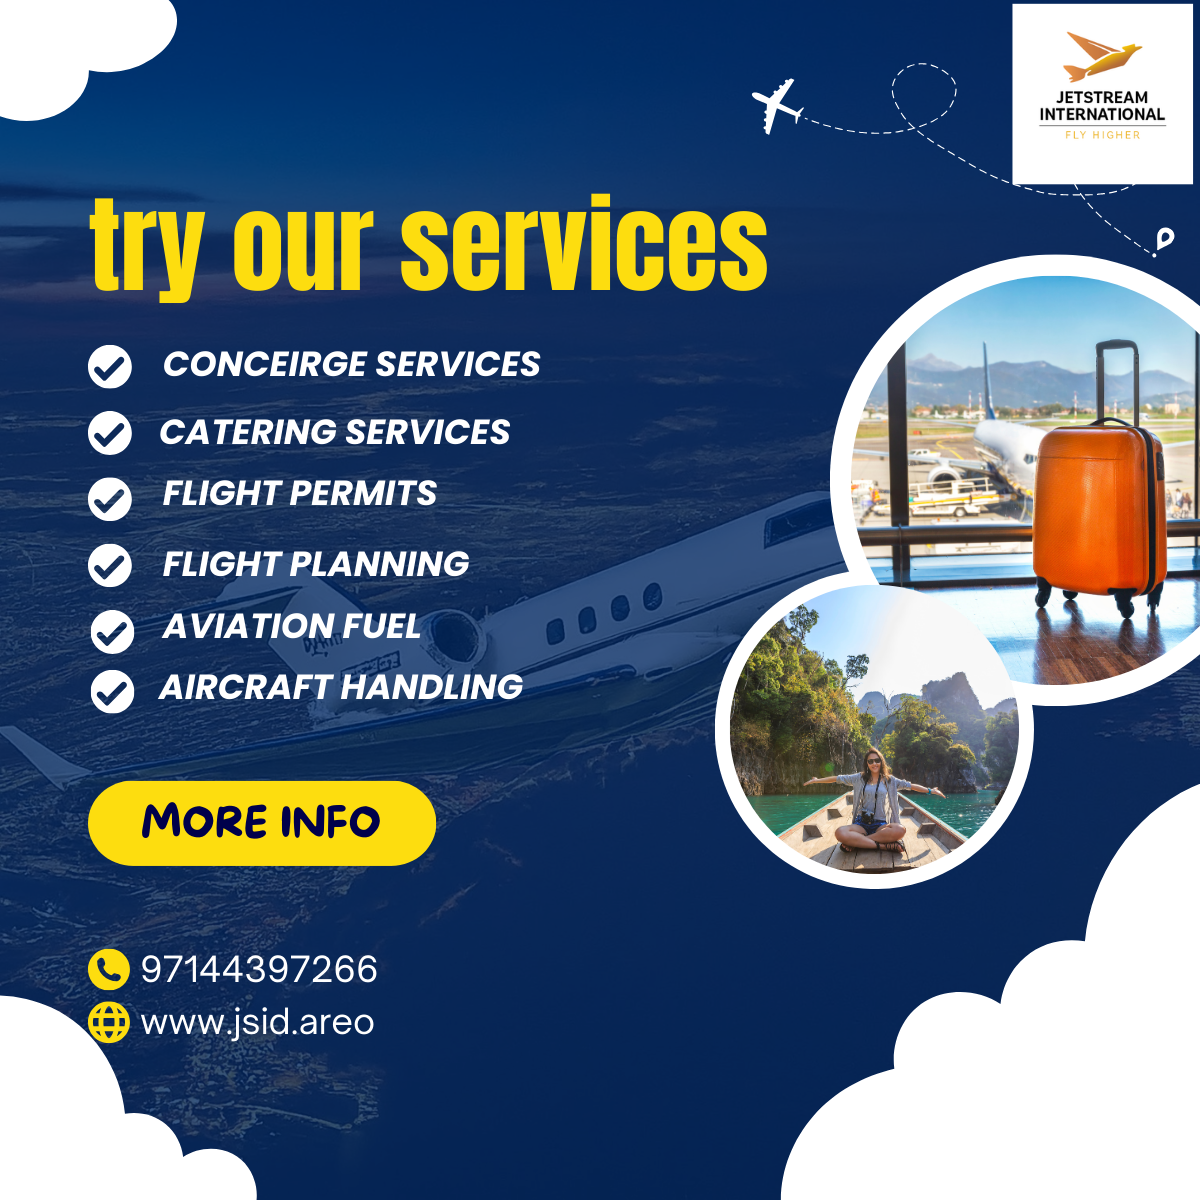 JETSTREAM
INTERNATIONAL
FLY HIGHER
try our services
CONCEIRGE SERVICES
CATERING SERVICES
FLIGHT PERMITS
FLIGHT PLANNING
AVIATION FUEL
AIRCRAFT HANDLING
MORE INFO
97144397266
www.jsid.areo